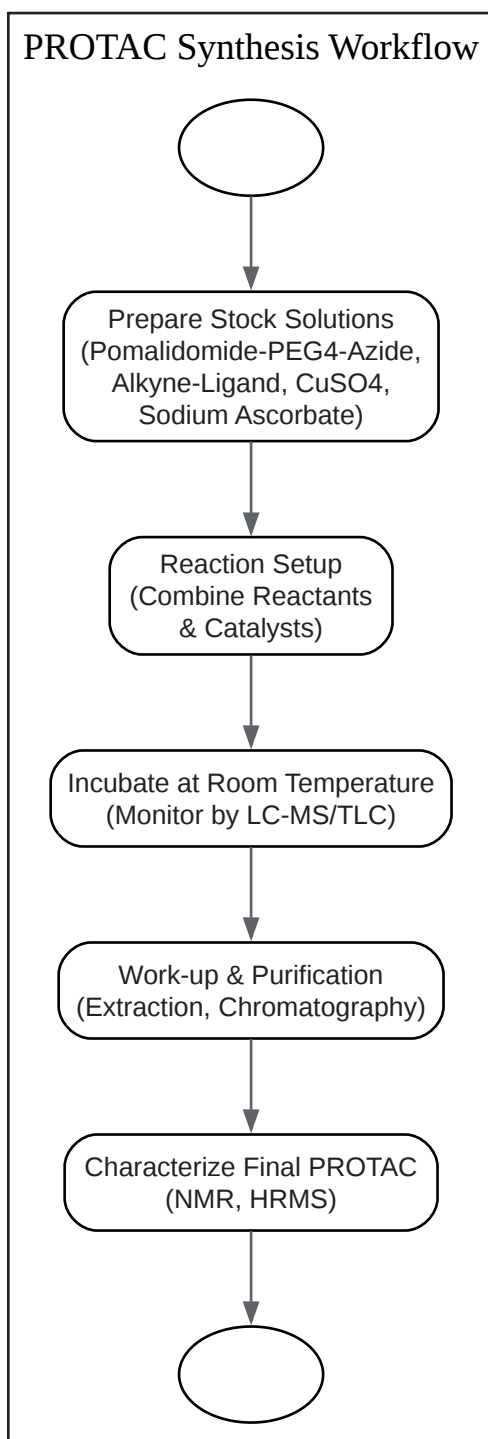 PROTAC Synthesis Workflow
Prepare Stock Solutions
(Pomalidomide-PEG4-Azide,
Alkyne-Ligand, CuSO4,
Sodium Ascorbate)
Reaction Setup
(Combine Reactants
& Catalysts)
Incubate at Room Temperature
(Monitor by LC-MS/TLC)
Work-up & Purification
(Extraction, Chromatography)
Characterize Final PROTAC
(NMR, HRMS)